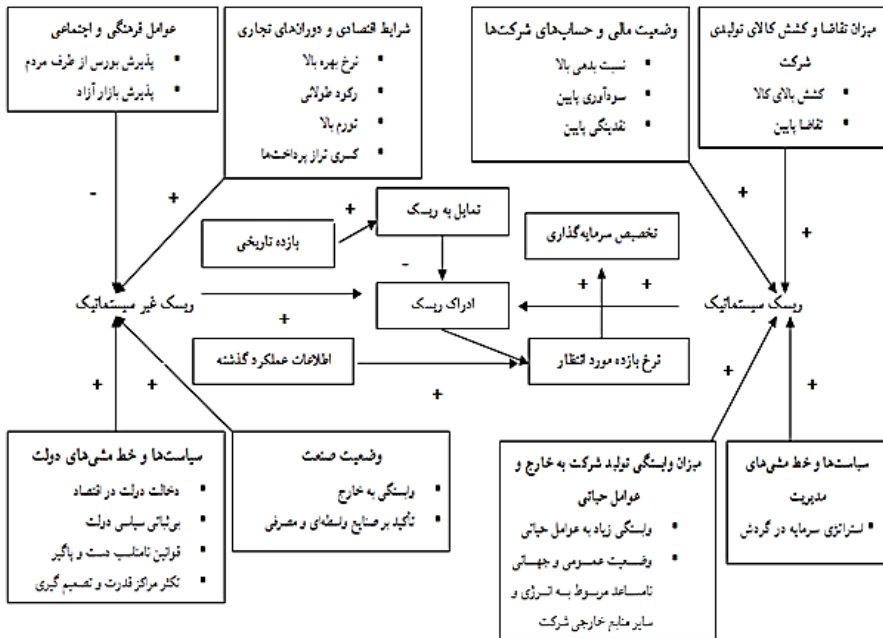 میزان تقاضا و کشش کالای تولیدی
شرکت
▪ کشش بالای کالا
▪ تقاضا پایین
وضعیت مالی و حساب‌های شرکت‌ها
▪ نسبت بدهی بالا
▪ سودآوری پایین
▪ نقدینگی پایین
شرایط اقتصادی و دوران‌های تجاری
▪ نرخ بهره بالا
▪ رکود طولانی
▪ تورم بالا
▪ کسری تراز پرداخت‌ها
عوامل فرهنگی و اجتماعی
▪ پذیرش بورس از طرف مردم
▪ پذیرش بازار آزاد
+
+
+
-
تمایل به ریسک
+
بازده تاریخی
تخصیص سرمایه‌گذاری
-
+
+
ریسک سیستماتیک
ادراک ریسک
ریسک غیر سیستماتیک
+
نرخ بازده مورد انتظار
اطلاعات عملکرد گذشته
+
+
+
+
+
سیاست‌ها و خط مشی‌های
مدیریت
▪ استراتژی سرمایه در گردش
میزان وابستگی تولید شرکت به خارج و
عوامل حیاتی
▪ وابستگی زیاد به عوامل حیاتی
▪ وضعیت عمومی و جهانی
نامساعد مربوط به انرژی و
سایر منابع خارجی شرکت
وضعیت صنعت
▪ وابستگی به خارج
▪ تأکید بر صنایع واسطه‌ای و مصرفی
سیاست‌ها و خط مشی‌های دولت
▪ دخالت دولت در اقتصاد
▪ بی‌ثباتی سیاسی دولت
▪ قوانین نامناسب دست و پاگیر
▪ تکثر مراکز قدرت و تصمیم گیری